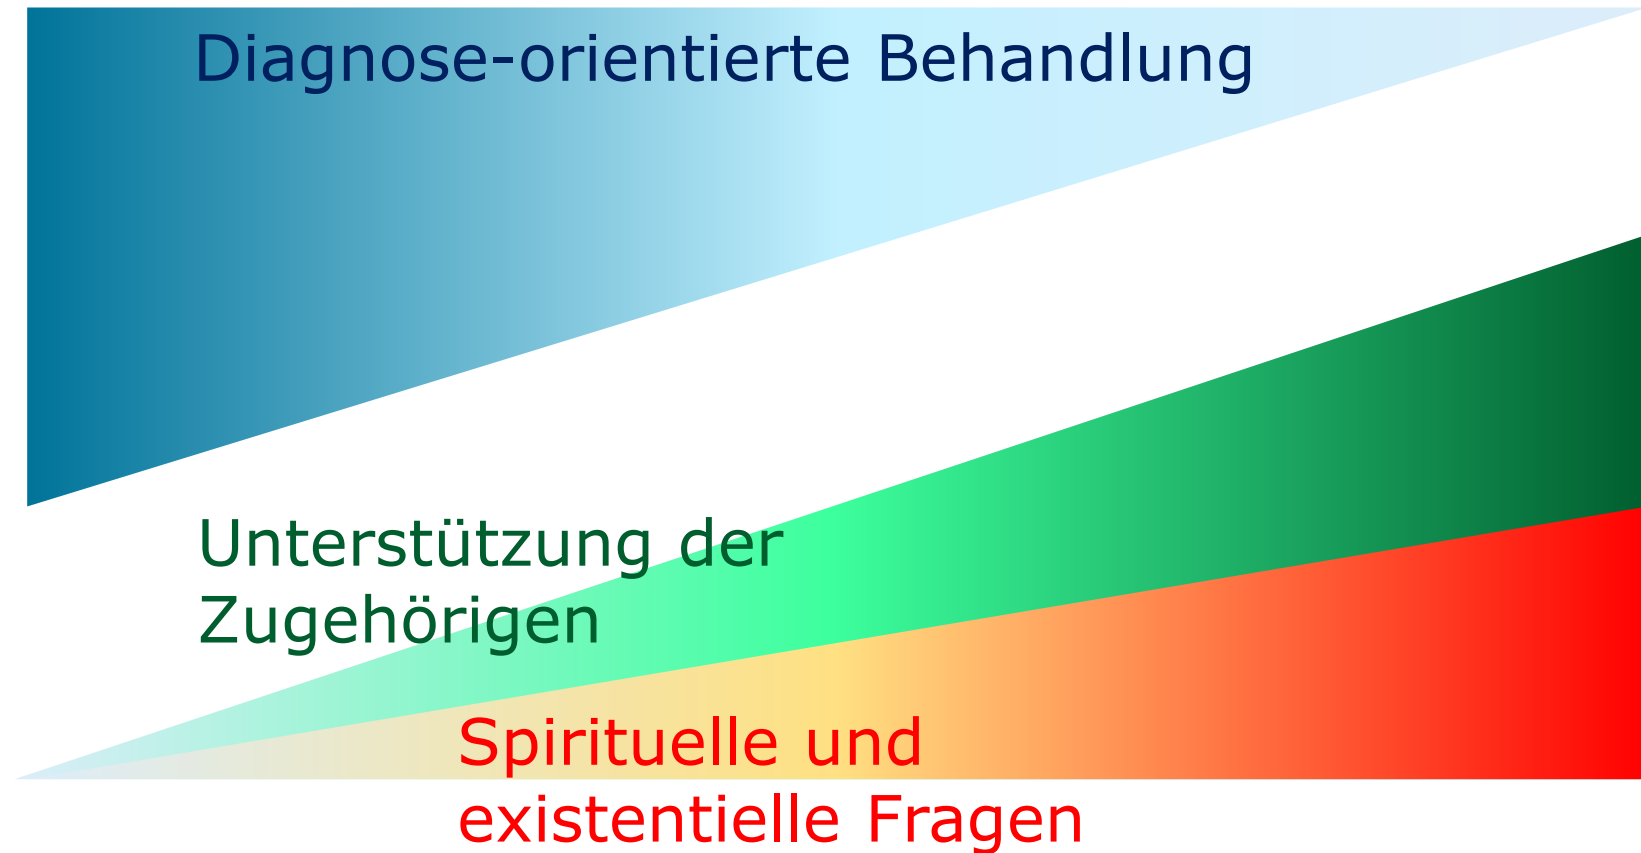 Diagnose-orientierte Behandlung
Unterstützung der
Zugehörigen
Spirituelle und
existentielle Fragen